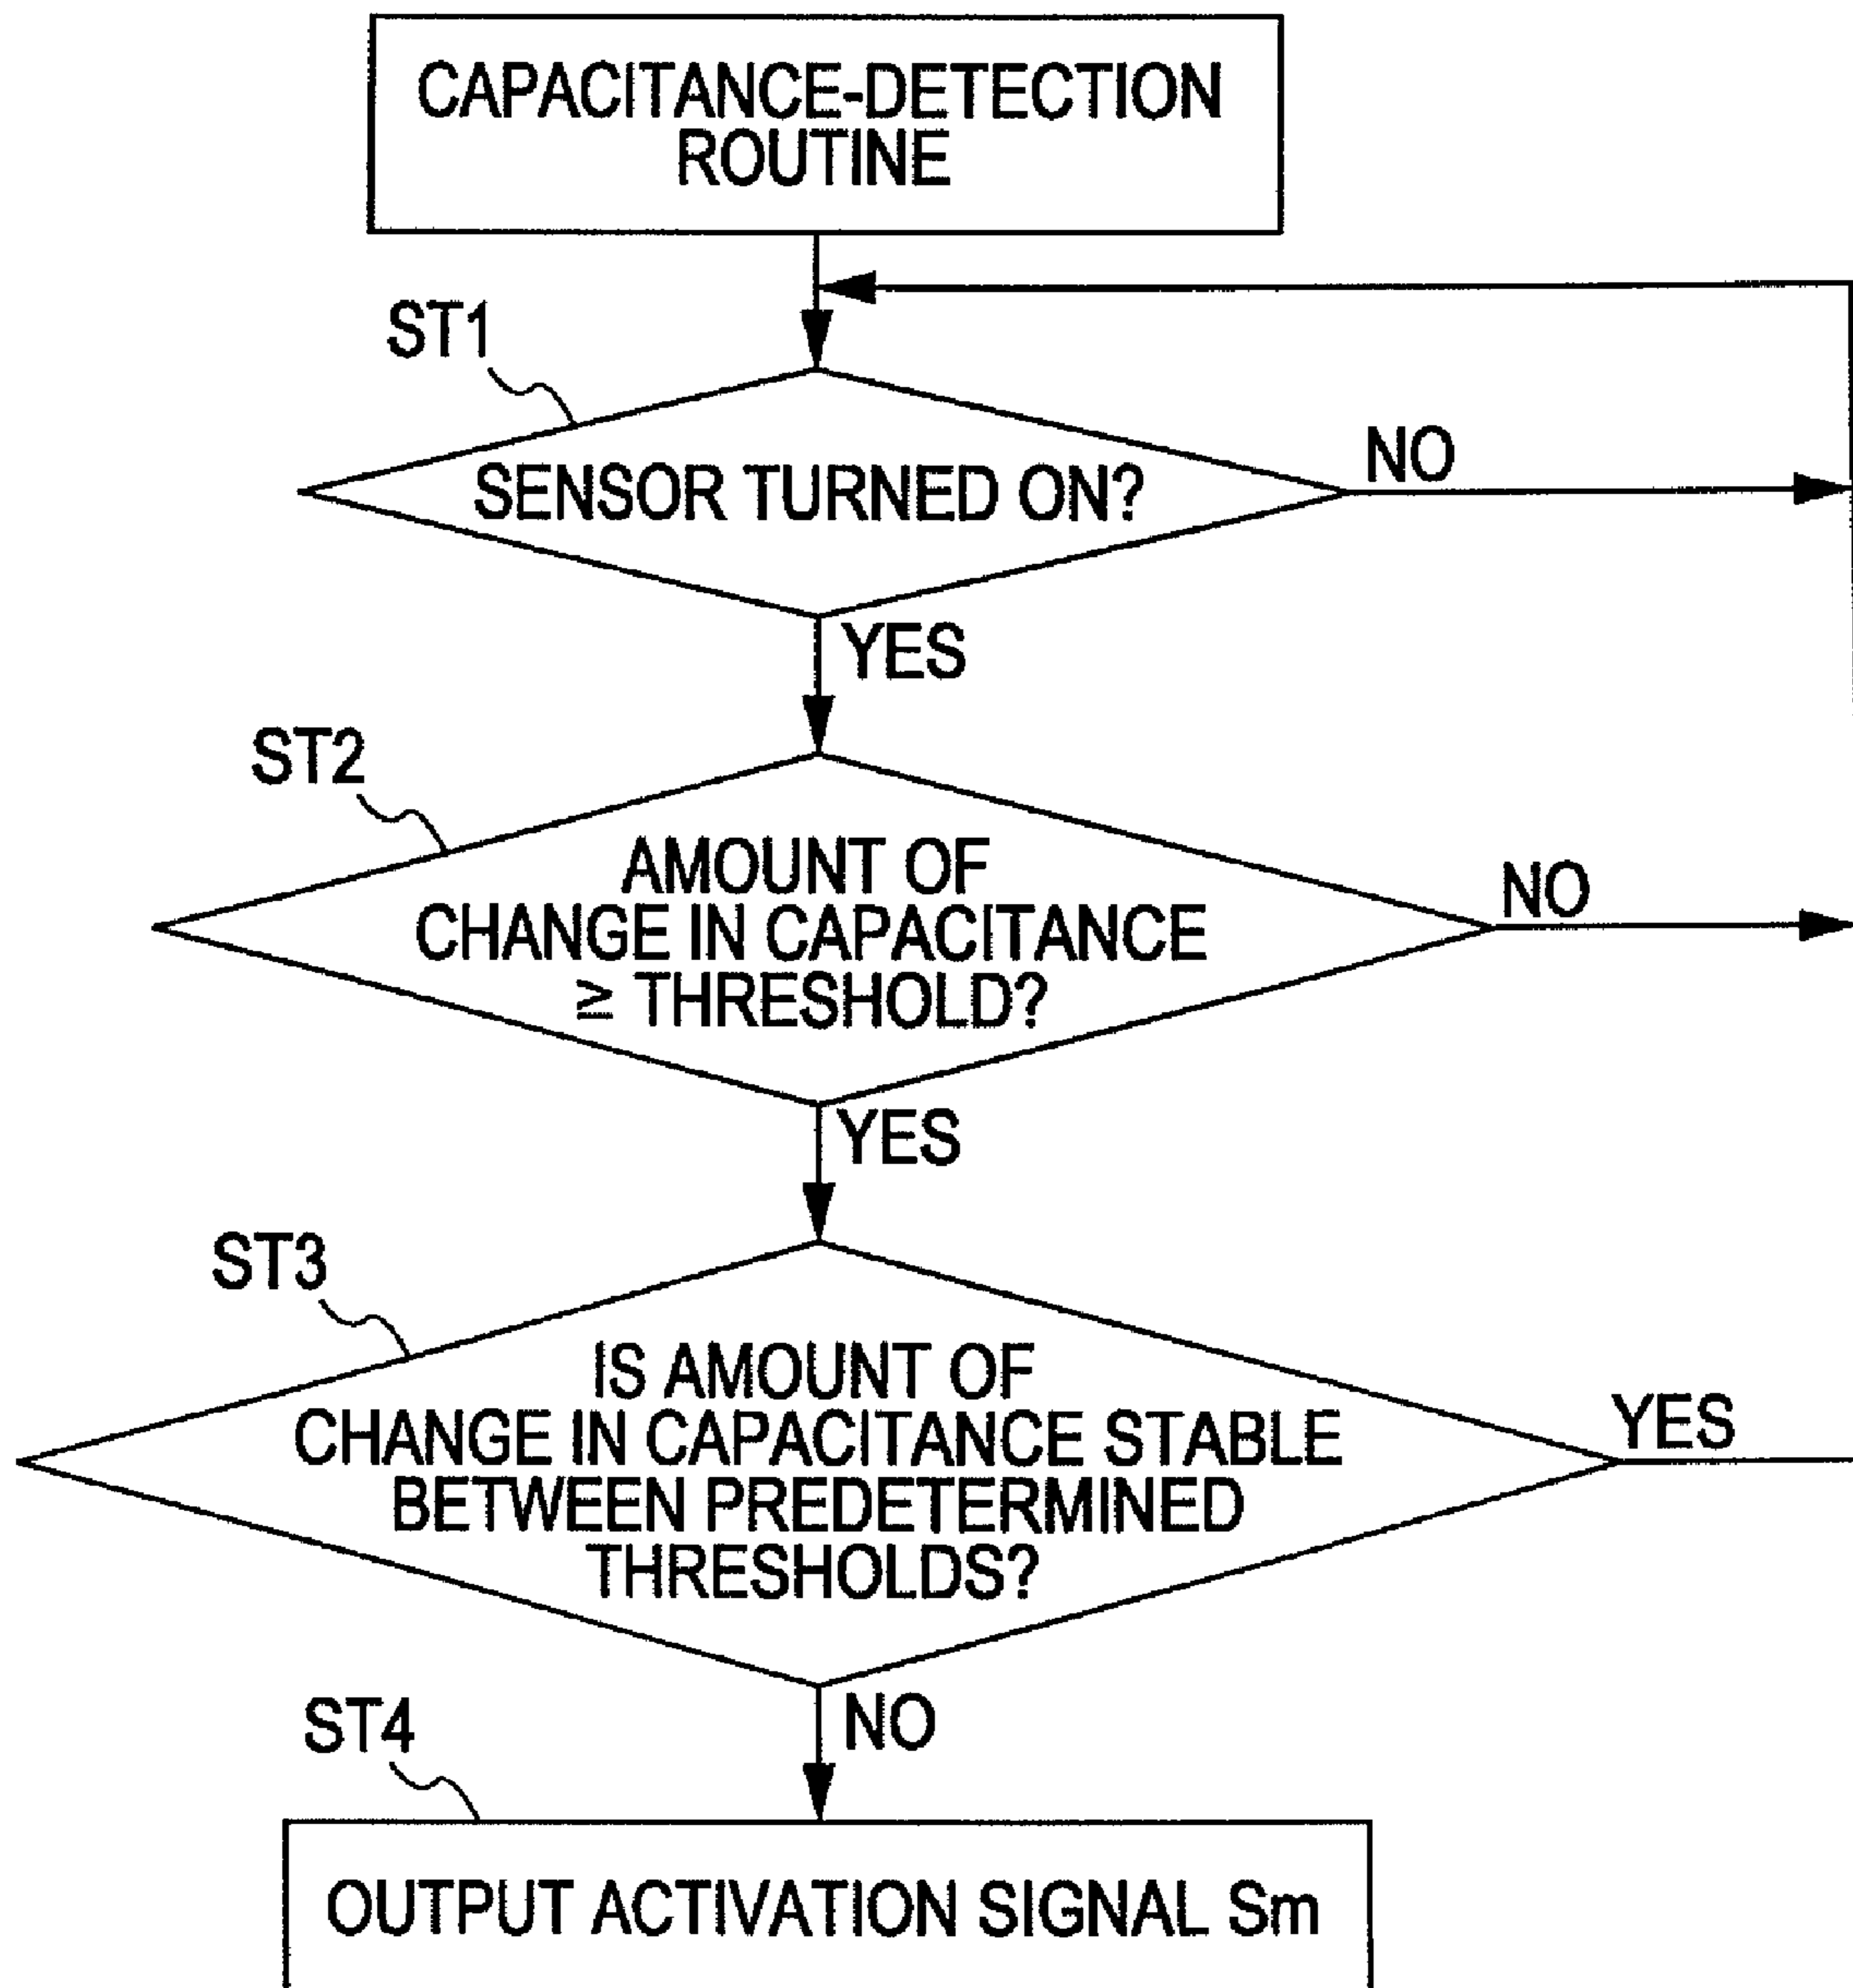 CAPACITANCE-DETECTION
ROUTINE
ST1
SENSOR TURNED ON?
NO
YES
ST2
AMOUNT OF
CHANGE IN CAPACITANCE
≥ THRESHOLD?
NO
YES
ST3
IS AMOUNT OF
CHANGE IN CAPACITANCE STABLE
BETWEEN PREDETERMINED
THRESHOLDS?
YES
NO
ST4
OUTPUT ACTIVATION SIGNAL Sm